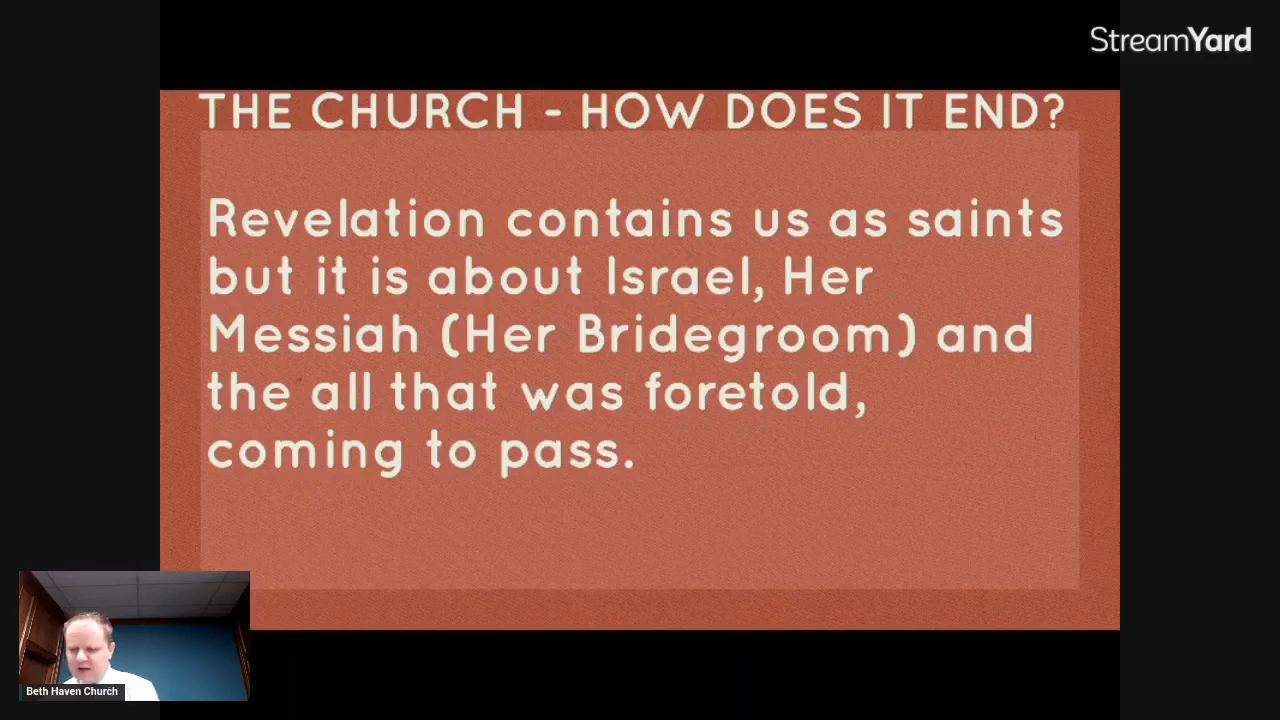 StreamYard
THE CHURCH - HOW DOES IT END?
Revelation contains us as saints
but it is about Israel, Her
Messiah (Her Bridegroom) and
the all that was foretold,
coming to pass.
Beth Haven Church